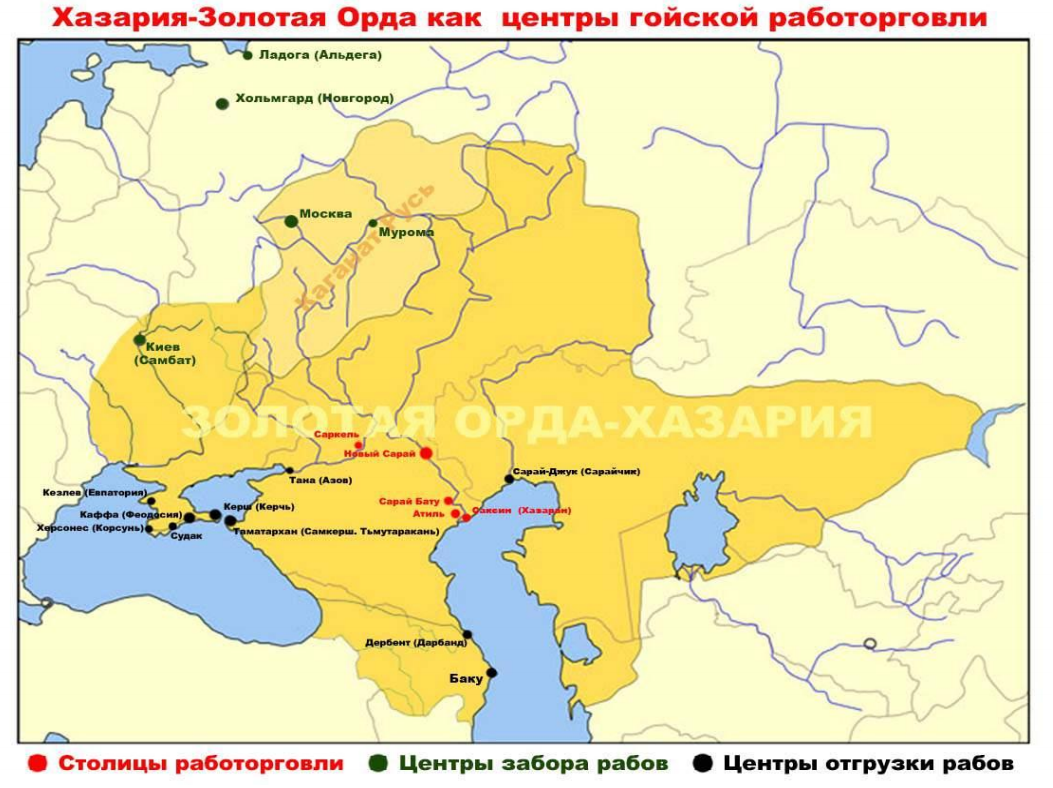 Хазария-Золотая Орда как центры гойской работорговли
Ладога (Альдега)
Хольмгард (Новгород)
Каганат Русь
Москва
Мурома
Киев
(Самбат)
ЗОЛОТАЯ ОРДА-ХАЗАРИЯ
Саркель
Новый Сарай
Тана (Азов)
Сарай-Джук (Сарайчик)
Кезлев (Евпатория)
Сарай Бату
Каффа (Феодосия)
Керш (Керчь)
Атиль
Саксин (Хазаран)
Херсонес (Корсунь)
Судак
Таматархан (Самкерш. Тьмутаракань)
Дербент (Дарбанд)
Баку
Столицы работорговли
Центры забора рабов
Центры отгрузки рабов